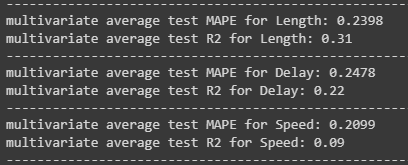 --------------------------------------------------
multivariate average test MAPE for Length: 0.2398
multivariate average test R2 for Length: 0.31
--------------------------------------------------
multivariate average test MAPE for Delay: 0.2478
multivariate average test R2 for Delay: 0.22
--------------------------------------------------
multivariate average test MAPE for Speed: 0.2099
multivariate average test R2 for Speed: 0.09
--------------------------------------------------